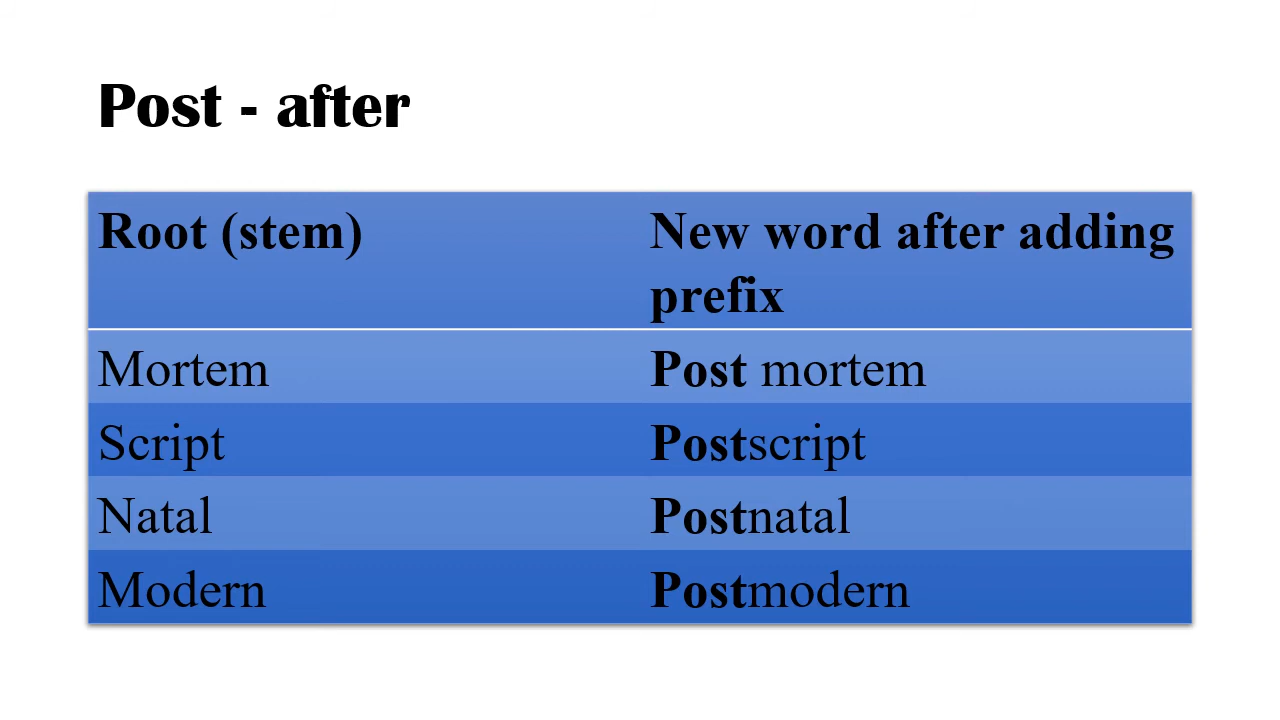 Post - after
Root (stem)
New word after adding
prefix
Mortem
Post mortem
Script
Postscript
Natal
Postnatal
Modern
Postmodern